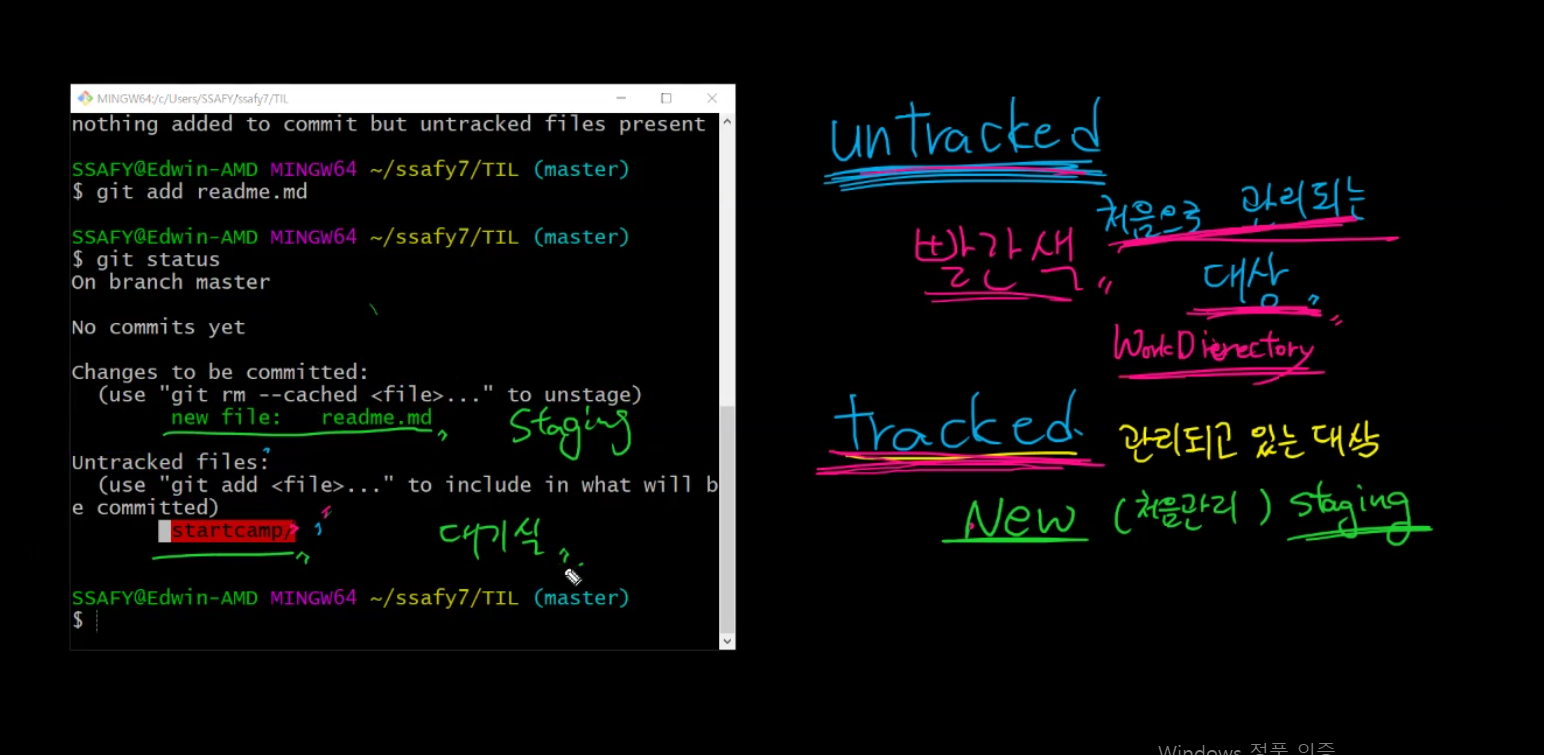 MINGW64:/c/Users/SSAFY/ssafy7/TIL
nothing added to commit but untracked files present
SSAFY@Edwin-AMD MINGW64 ~/ssafy7/TIL (master)
$ git add readme.md
SSAFY@Edwin-AMD MINGW64 ~/ssafy7/TIL (master)
$ git status
On branch master
No commits yet
Changes to be committed:
(use "git rm --cached <file>..." to unstage)
new file: readme.md
Staging
Untracked files:
(use "git add <file>..." to include in what will b
e committed)
startcamp/
대기실
SSAFY@Edwin-AMD MINGW64 ~/ssafy7/TIL (master)
$
unTracked
처음으로 관리되는
빨간색
대상
WorkDierectory
tracked
관리되고 있는 대상
New (처음관리) Staging
Windows 정품 인증